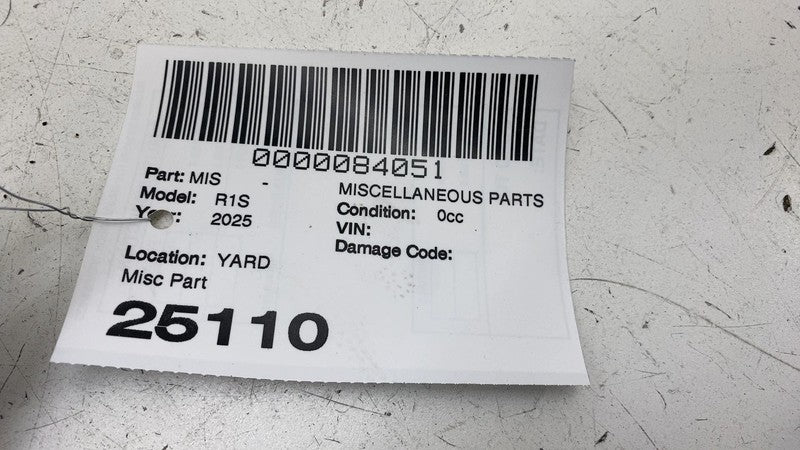 0000084051
Part: MIS -
MISCELLANEOUS PARTS
Model: R1S
Condition: 0cc
Year: 2025
VIN:
Location: YARD
Damage Code:
Misc Part
25110